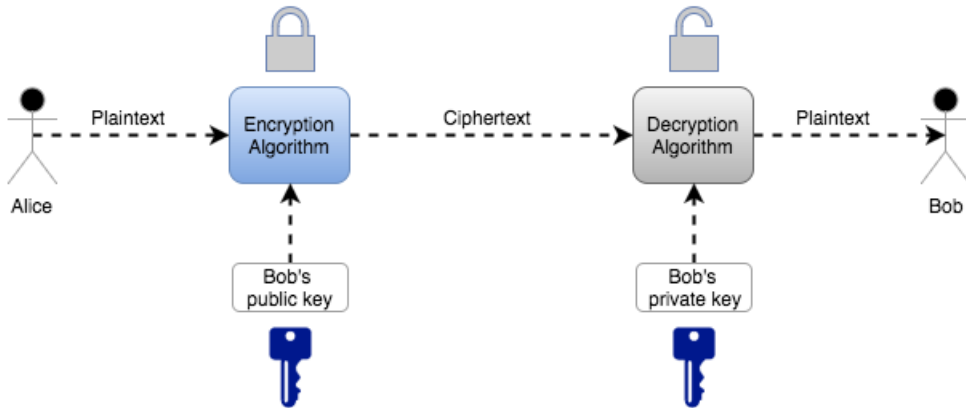 Plaintext
Encryption
Algorithm
Ciphertext
Decryption
Algorithm
Plaintext
Alice
Bob
Bob's
public key
Bob's
private key